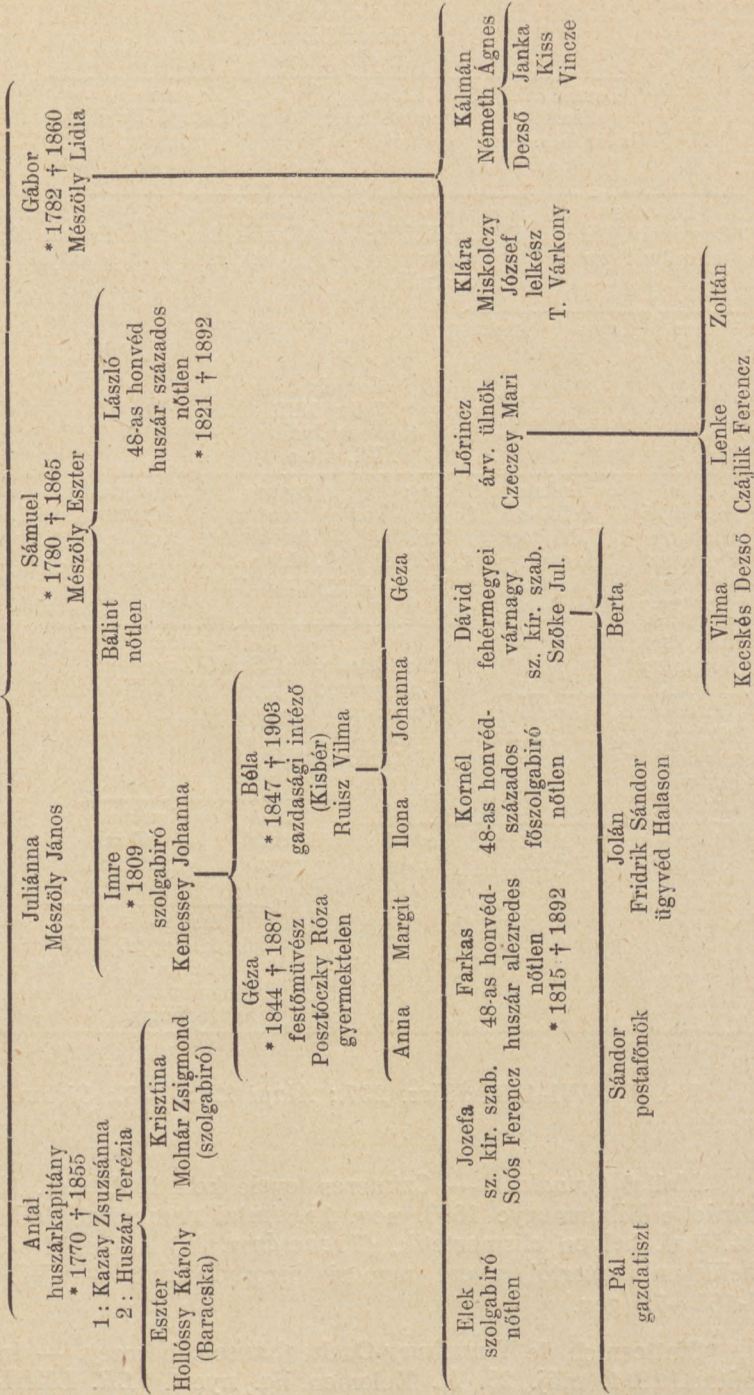 Antal
huszárkapitány
* 1770 † 1855
1: Kazay Zsuzsánna
2: Huszár Terézia
Juliánna
Mészöly János
Sámuel
* 1780 † 1865
Mészöly Eszter
Gábor
* 1782 † 1860
Mészöly Lidia
Eszter
Hollóssy Károly
(Baracska)
Krisztina
Molnár Zsigmond
(szolgabiró)
Imre
* 1809
szolgabiró
Kenessey Johanna
Bálint
nőtlen
László
48-as honvéd
huszár százados
nőtlen
* 1821 † 1892
Géza
* 1844 † 1887
festőművész
Posztóczky Róza
gyermektelen
Béla
* 1847 † 1903
gazdasági intéző
(Kisbér)
Ruisz Vilma
Anna
Margit
Ilona
Johanna
Géza
Elek
szolgabiró
nőtlen
Jozefa
sz. kir. szab.
Soós Ferencz
Farkas
48-as honvéd-
huszár alezredes
nőtlen
* 1815 † 1892
Kornél
48-as honvéd-
százados
főszolgabiró
nőtlen
Dávid
fehérmegyei
várnagy
sz. kir. szab.
Szőke Jul.
Lőrincz
árv. ülnök
Czeczey Mari
Klára
Miskolczy
József
lelkész
T. Várkony
Kálmán
Németh Ágnes
Dezső
Janka
Kiss
Vincze
Pál
gazdatiszt
Sándor
postafőnök
Jolán
Fridrik Sándor
ügyvéd Halason
Berta
Vilma
Kecskés Dezső
Lenke
Czájlik Ferencz
Zoltán